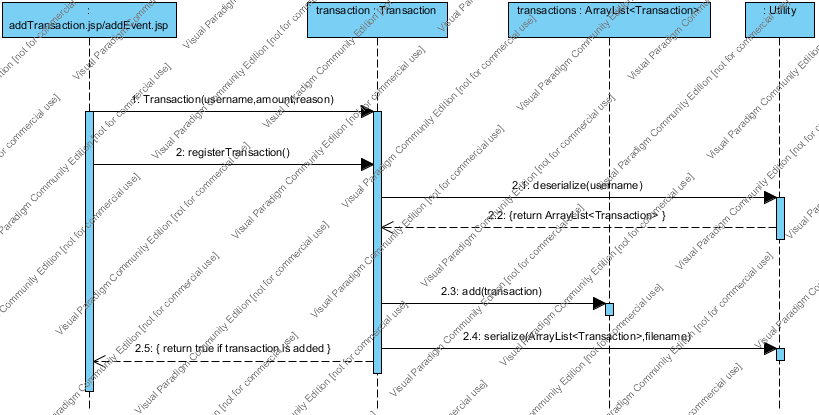 :
addTransaction.jsp/addEvent.jsp
transaction : Transaction
transactions : ArrayList<Transaction>
: Utility
1: Transaction(username,amount,reason)
2: registerTransaction()
2.1: deserialize(username)
2.2: {return ArrayList<Transaction> }
2.3: add(transaction)
2.4: serialize(ArrayList<Transaction>,filename)
2.5: { return true if transaction is added }
Visual Paradigm Community Edition [not for commercial use]